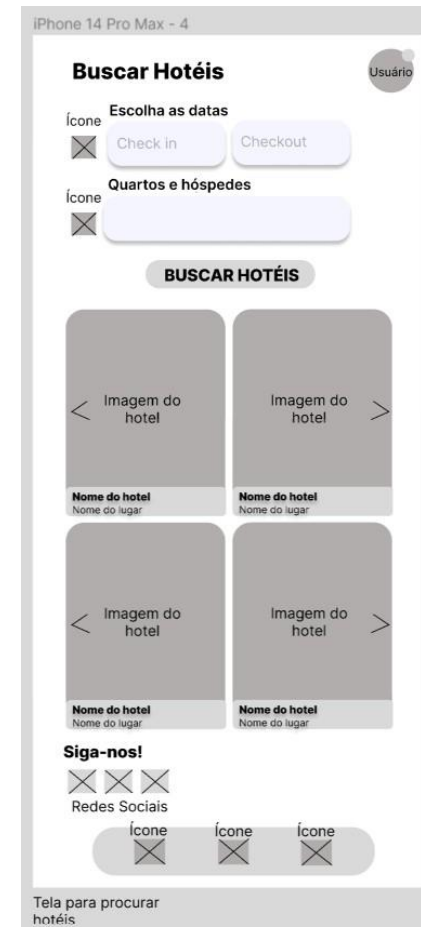 iPhone 14 Pro Max - 4
Buscar Hotéis
Usuário
Escolha as datas
Ícone
Check in
Checkout
Quartos e hóspedes
Ícone
BUSCAR HOTÉIS
Imagem do
hotel
Imagem do
hotel
Nome do hotel
Nome do lugar
Nome do hotel
Nome do lugar
Imagem do
hotel
Imagem do
hotel
Nome do hotel
Nome do lugar
Nome do hotel
Nome do lugar
Siga-nos!
Redes Sociais
Ícone
Ícone
Ícone
Tela para procurar
hotéis